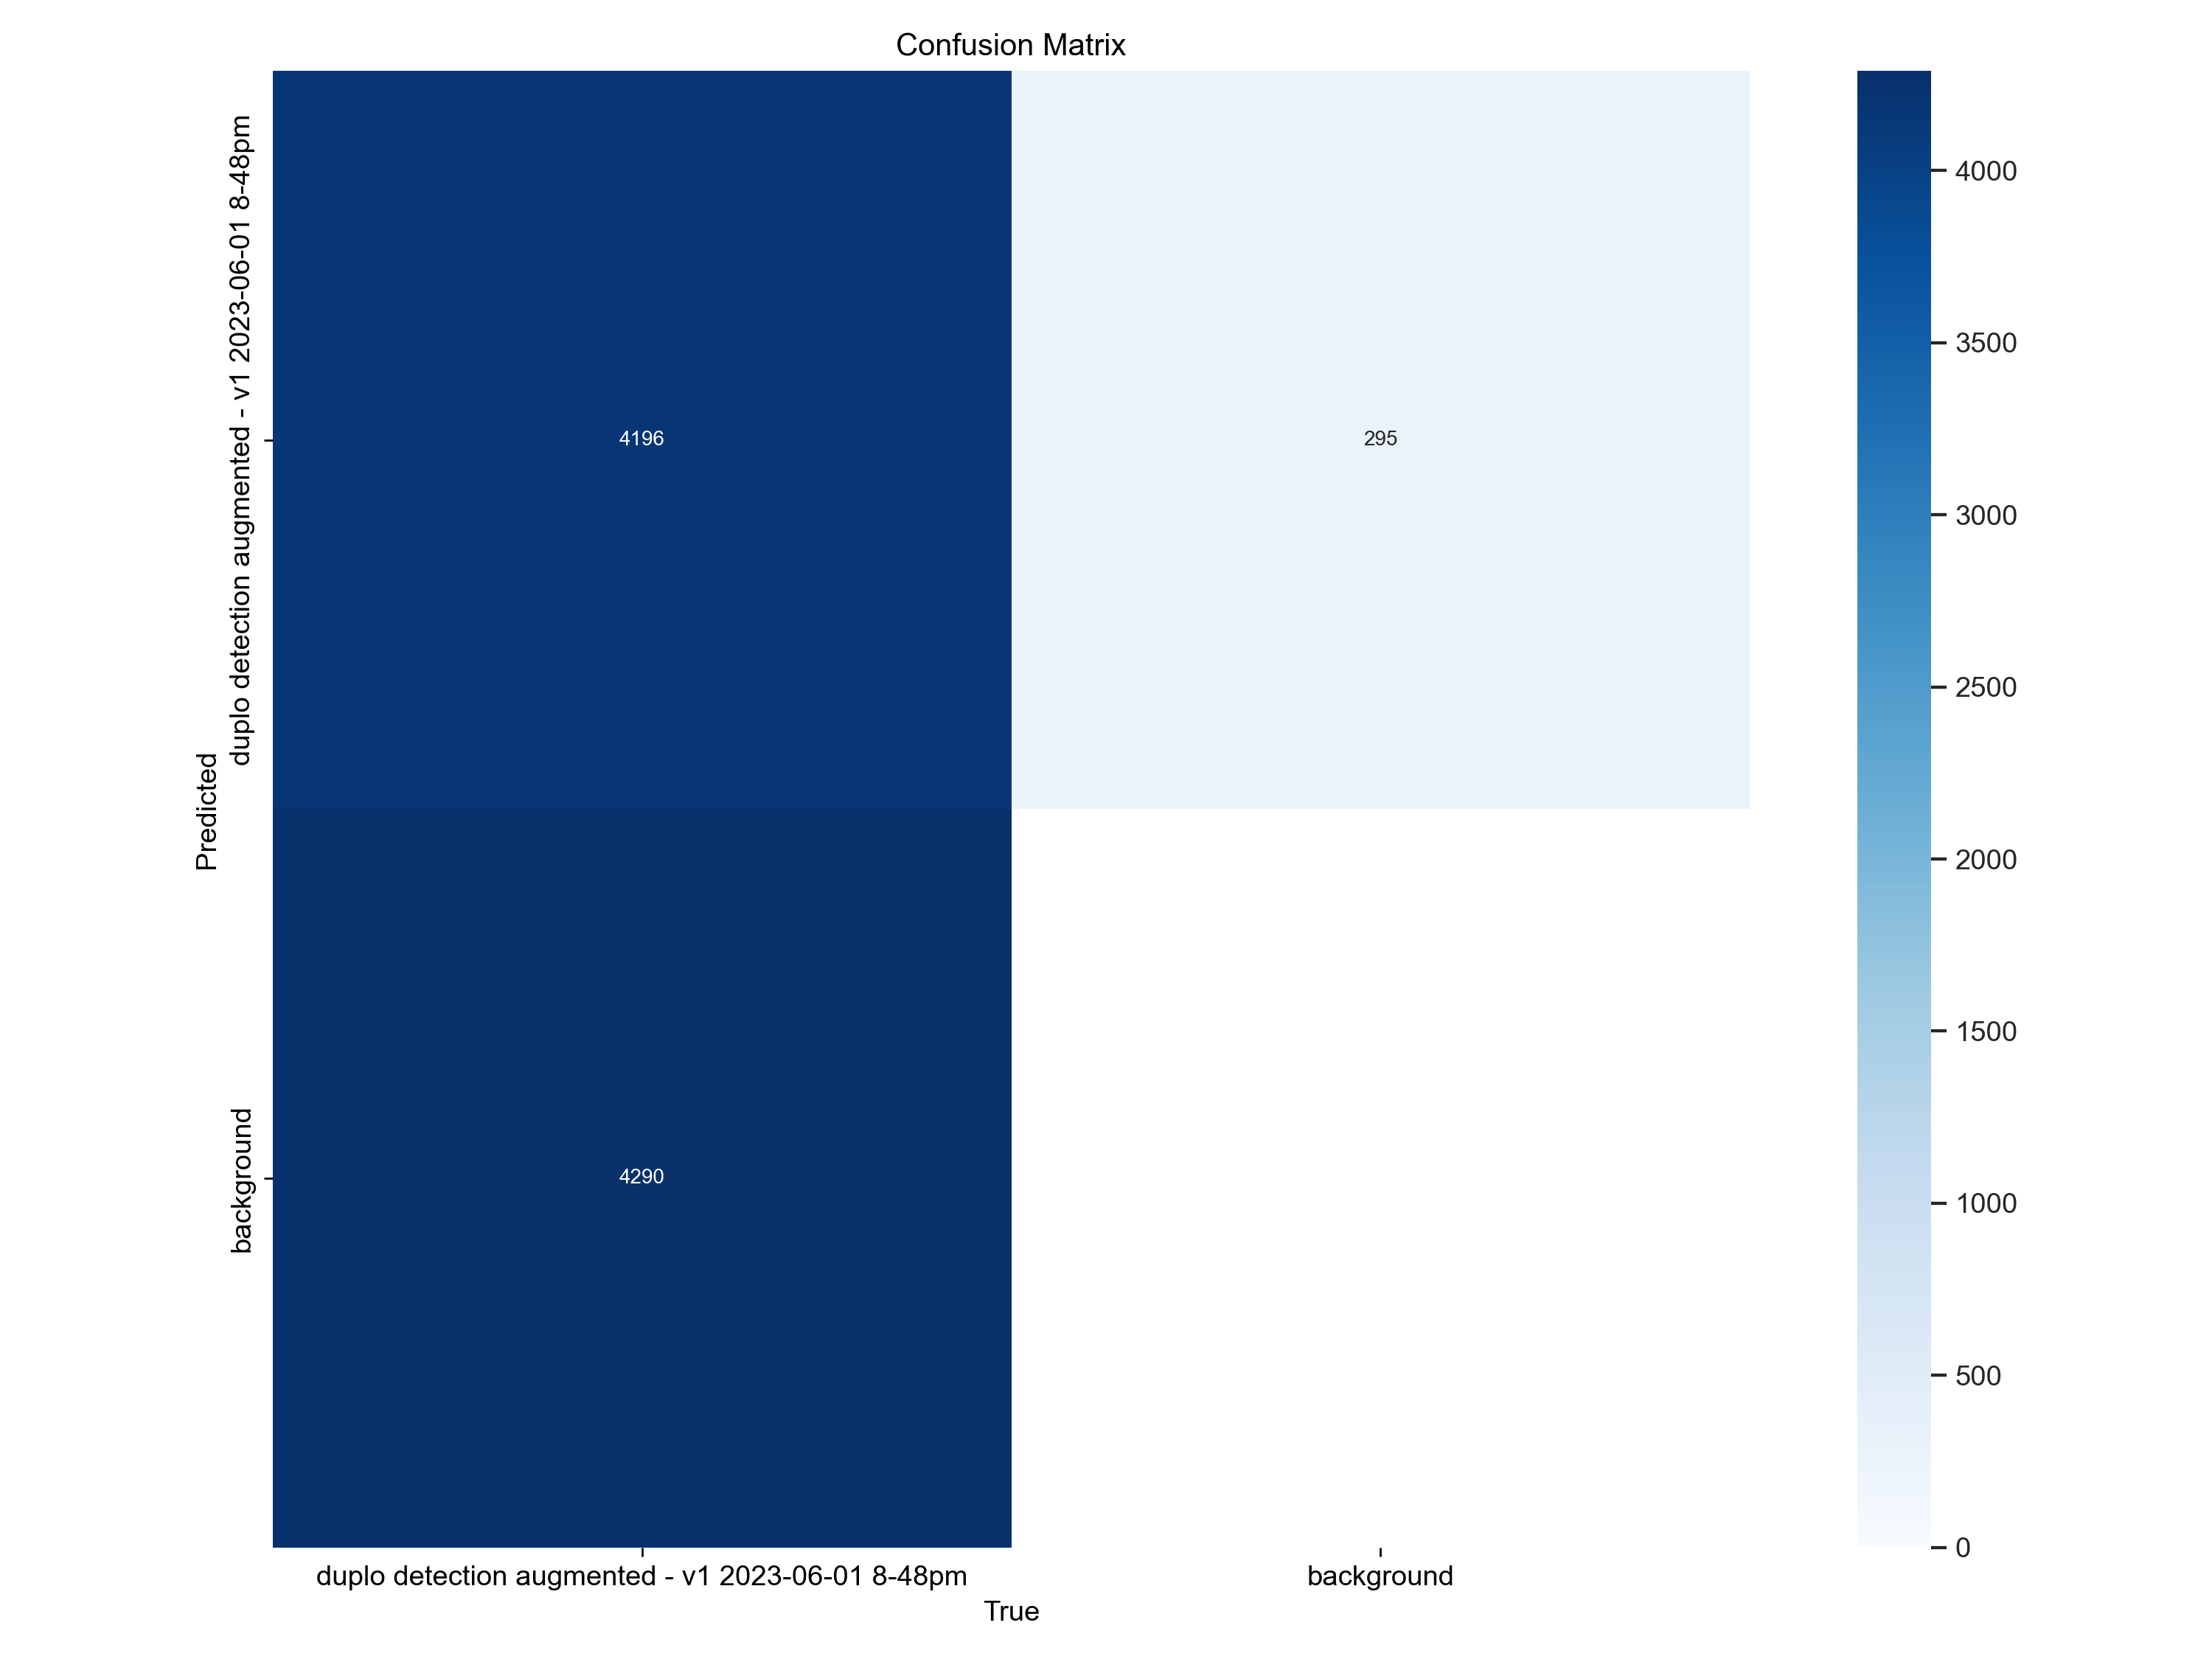 Confusion Matrix
duplo detection augmented - v1 2023-06-01 8-48pm
background
Predicted
4196
295
4290
duplo detection augmented - v1 2023-06-01 8-48pm
background
True
4000
3500
3000
2500
2000
1500
1000
500
0